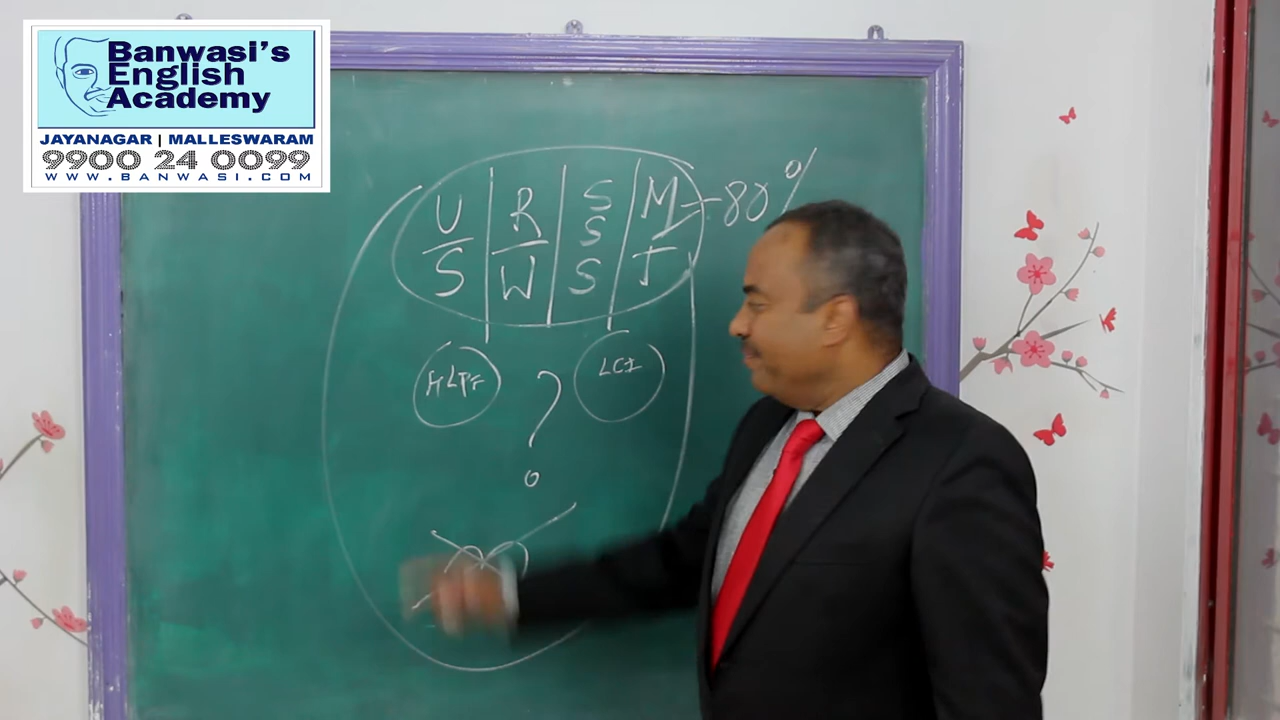 Banwasi's
English
Academy
JAYANAGAR | MALLESWARAM
9900 24 0099
WWW.BANWASI.COM
U R S M - 80%
S
S W S T
LCI
?